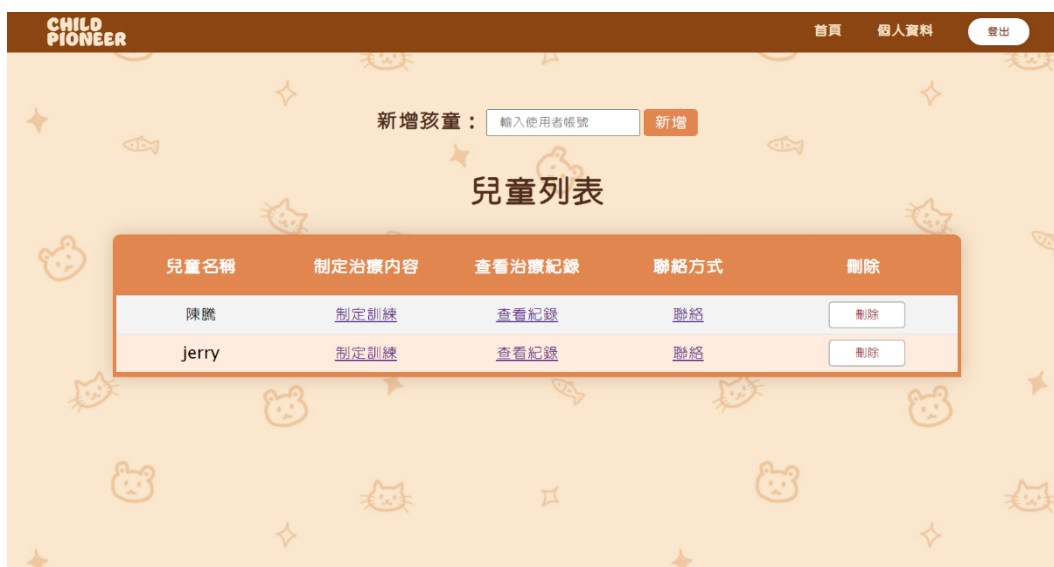 CHILD
PIONEER
首頁 個人資料 登出
新增孩童： 輸入使用者帳號 新增
兒童列表
兒童名稱 制定治療內容 查看治療紀錄 聯絡方式 刪除
陳騰 制定訓練 查看紀錄 聯絡 刪除
jerry 制定訓練 查看紀錄 聯絡 刪除